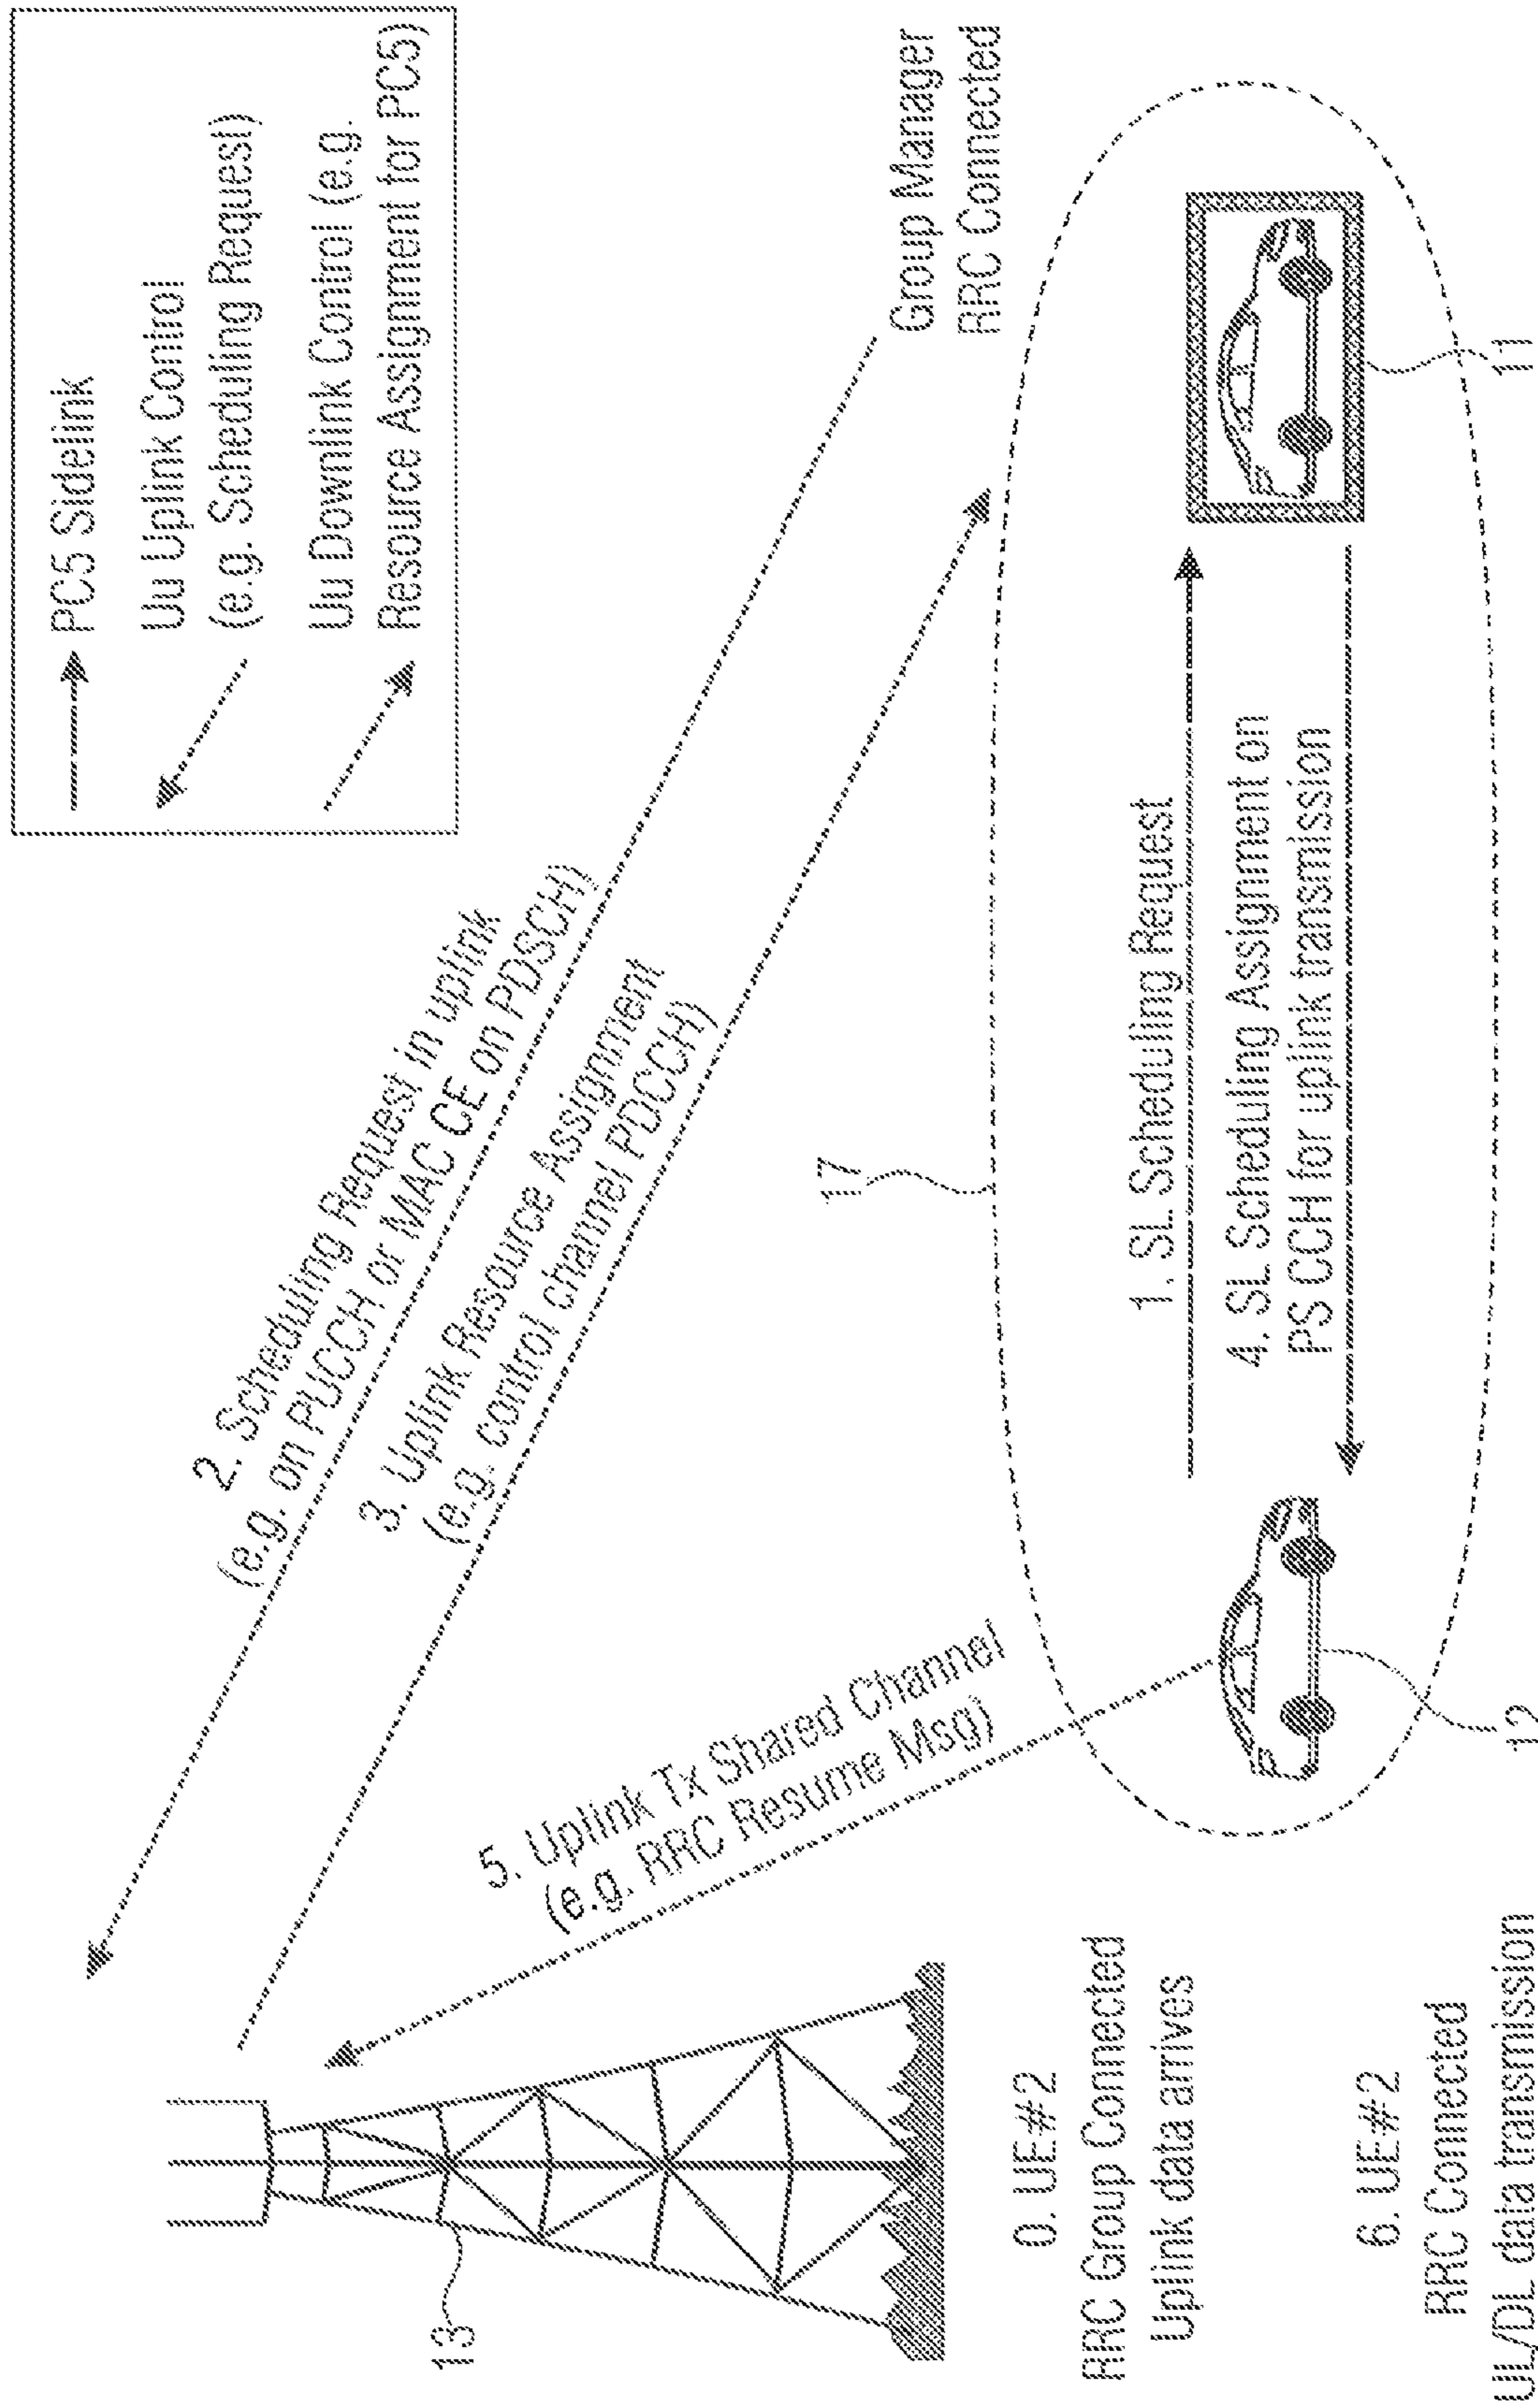 PC5 Sidelink
Uu Uplink Control
(e.g. Scheduling Request)
Uu Downlink Control (e.g.
Resource Assignment for PC5)
2. Scheduling Request in uplink
(e.g. on PUCCH or MAC CE on PDSCH)
3. Uplink Resource Assignment
(e.g. control channel PDCCH)
Group Manager
RRC Connected
17
1. SL Scheduling Request
4. SL Scheduling Assignment on
PS CCH for uplink transmission
11
12
5. Uplink Tx Shared Channel
(e.g. RRC Resume Msg)
13
0. UE#2
RRC Group Connected
Uplink data arrives
6. UE#2
RRC Connected
UL/DL data transmission